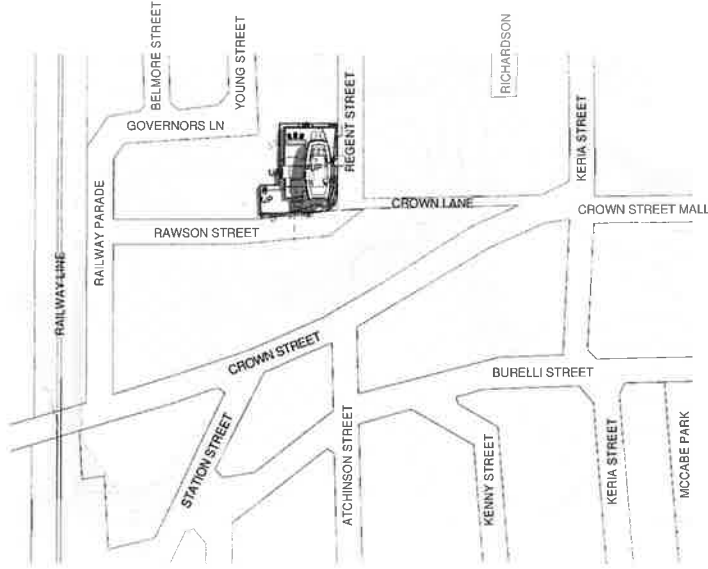 BELMORE STREET
YOUNG STREET
RICHARDSON
GOVERNORS LN
REGENT STREET
KERIA STREET
RAILWAY PARADE
CROWN LANE
CROWN STREET MALL
RAWSON STREET
RAILWAY LINE
CROWN STREET
BURELLI STREET
STATION STREET
ATCHINSON STREET
KENNY STREET
KERIA STREET
MCCABE PARK